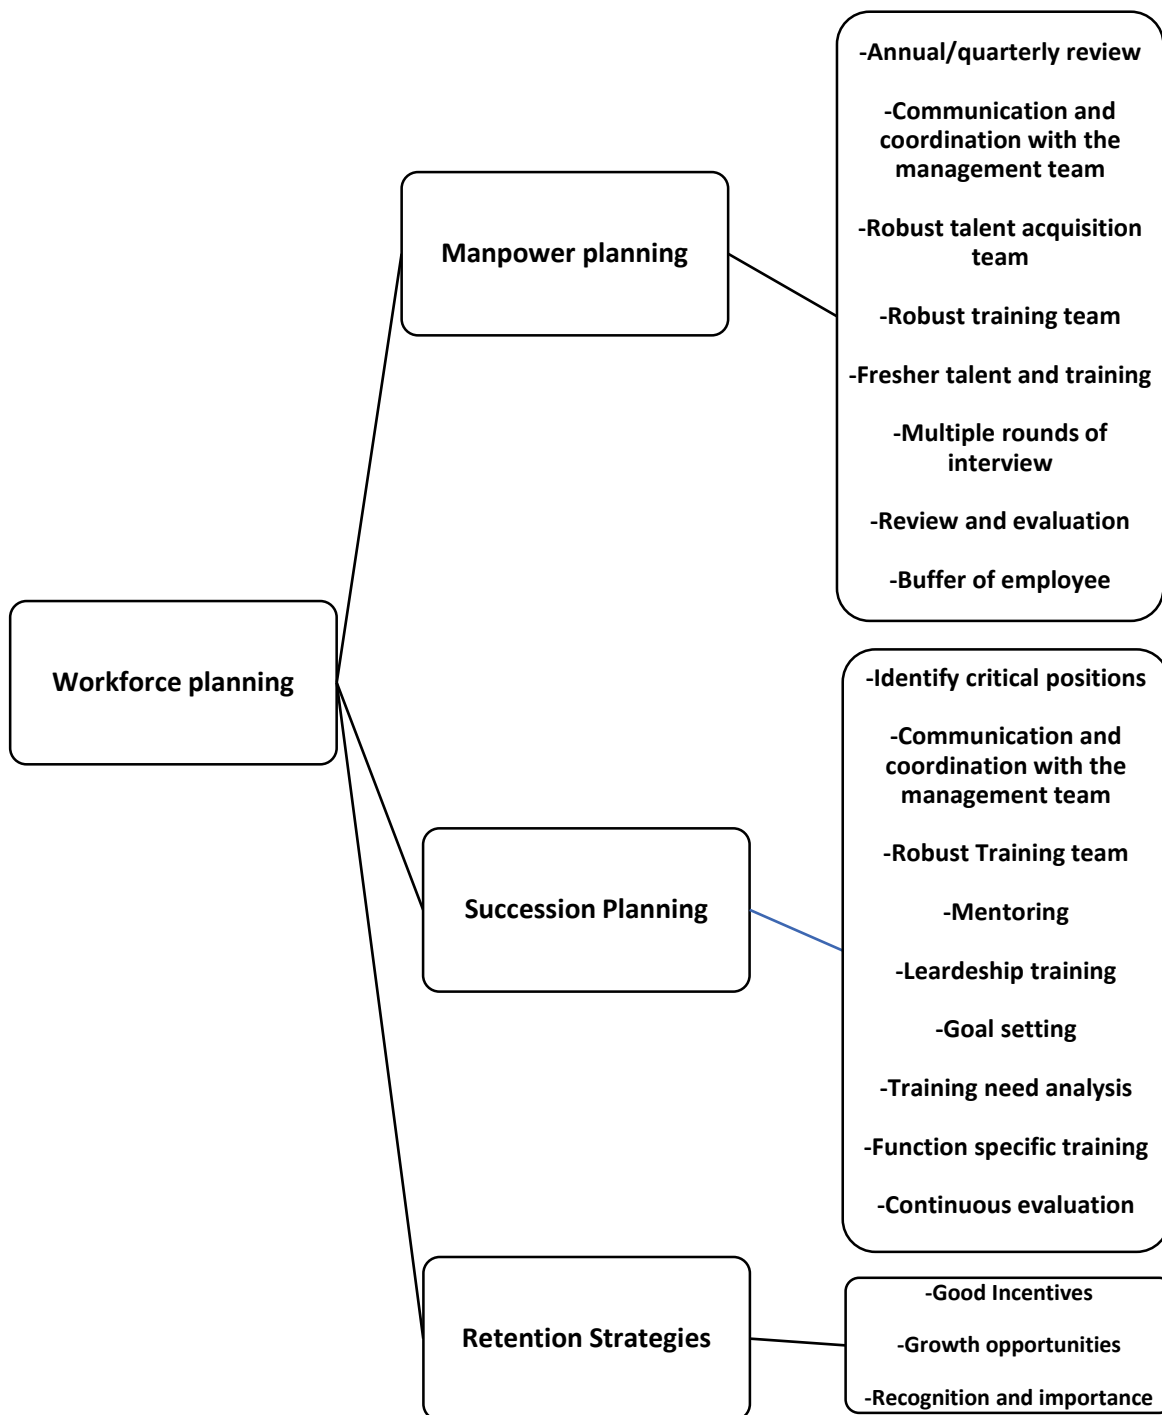 Workforce planning
Manpower planning
-Annual/quarterly review
-Communication and
coordination with the
management team
-Robust talent acquisition
team
-Robust training team
-Fresher talent and training
-Multiple rounds of
interview
-Review and evaluation
-Buffer of employee
Succession Planning
-Identify critical positions
-Communication and
coordination with the
management team
-Robust Training team
-Mentoring
-Leardeship training
-Goal setting
-Training need analysis
-Function specific training
-Continuous evaluation
Retention Strategies
-Good Incentives
-Growth opportunities
-Recognition and importance